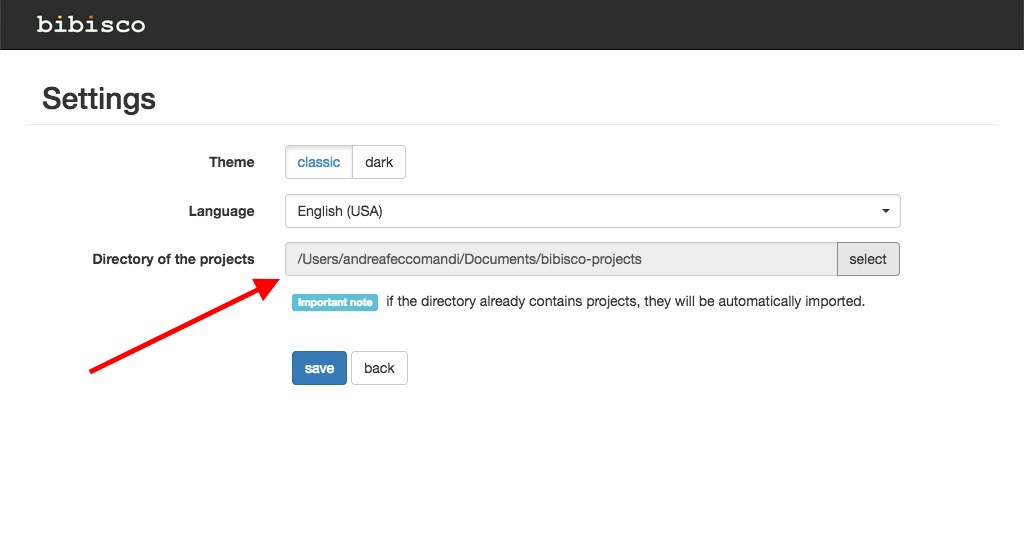 bibisco
Settings
Theme classic dark
Language English (USA)
Directory of the projects /Users/andreafeccomandi/Documents/bibisco-projects select
Important note if the directory already contains projects, they will be automatically imported.
save back